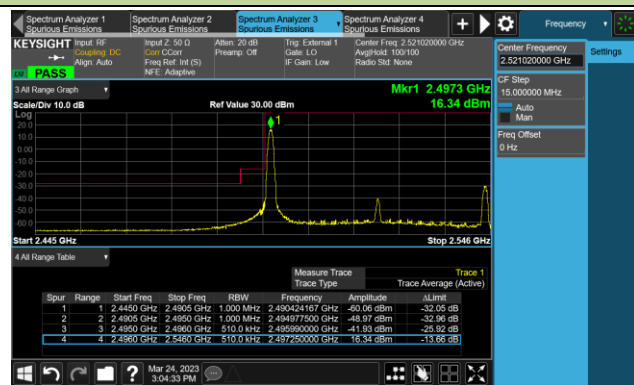 Spectrum Analyzer 1
Spurious Emissions
Spectrum Analyzer 2
Spurious Emissions
Spectrum Analyzer 3
Spurious Emissions
Spectrum Analyzer 4
Spurious Emissions
Frequency
KEYSIGHT
Input: RF
Coupling: DC
Align: Auto
Input Z: 50 Ω
Corr CCorr
Freq Ref: Int (S)
NFE: Adaptive
Atten: 20 dB
Preamp: Off
Trig: External 1
Gate: LO
IF Gain: Low
Center Freq: 2.521020000 GHz
Avg|Hold: 100/100
Radio Std: None
PASS
Center Frequency
2.521020000 GHz
Settings
CF Step
15.000000 MHz
Auto
Man
Freq Offset
0 Hz
3 All Range Graph
Scale/Div 10.0 dB
Ref Value 30.00 dBm
Mkr1 2.4973 GHz
16.34 dBm
Log
20.0
10.0
0.00
-10.0
-20.0
-30.0
-40.0
-50.0
-60.0
1
Start 2.445 GHz
Stop 2.546 GHz
4 All Range Table
Measure Trace Trace 1
Trace Type Trace Average (Active)
Spur Range Start Freq Stop Freq RBW Frequency Amplitude ΔLimit
1 1 2.4450 GHz 2.4905 GHz 1.000 MHz 2.490424167 GHz -60.06 dBm -32.05 dB
2 2 2.4905 GHz 2.4950 GHz 1.000 MHz 2.494977500 GHz -48.97 dBm -32.96 dB
3 3 2.4950 GHz 2.4960 GHz 510.0 kHz 2.495990000 GHz -41.93 dBm -25.92 dB
4 4 2.4960 GHz 2.5460 GHz 510.0 kHz 2.497250000 GHz 16.34 dBm -13.66 dB
Mar 24, 2023
3:04:33 PM